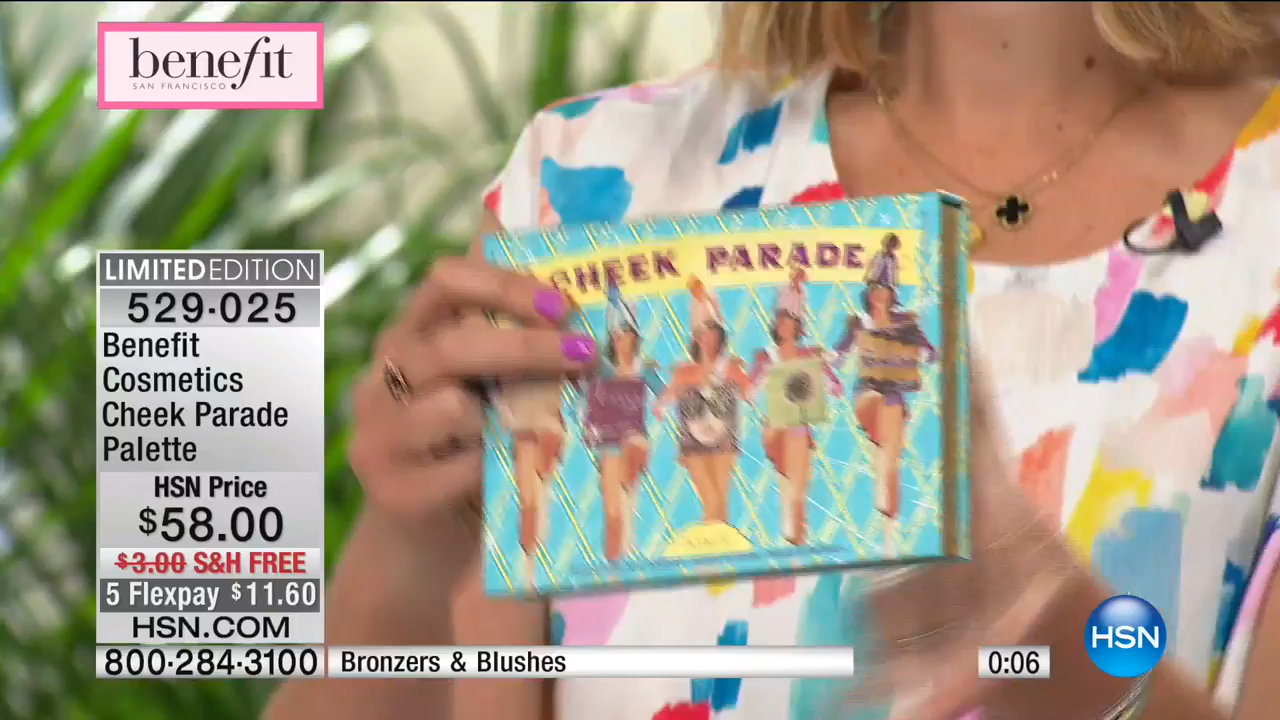 benefit
SAN FRANCISCO
LIMITED EDITION
529·025
Benefit
Cosmetics
Cheek Parade
Palette
HSN Price
$58.00
$3.00 S&H FREE
5 Flexpay $11.60
HSN.COM
800·284·3100
Bronzers & Blushes
0:06
HSN
CHEEK PARADE